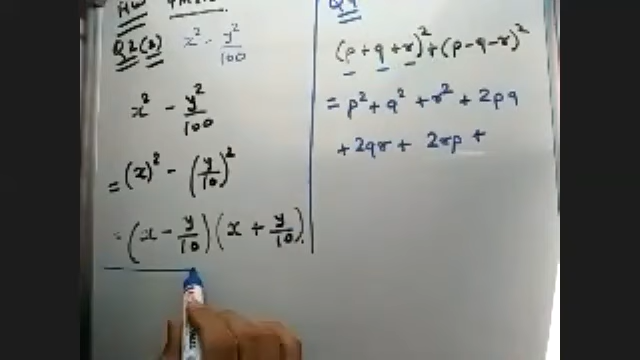 HW
Q2(a) x² - y²/100
x² - y²/100
= (x)² - (y/10)²
= (x - y/10)(x + y/10).
(p+q+r)² + (p-q-r)²
= p² + q² + r² + 2pq
+ 2qr + 2rp +